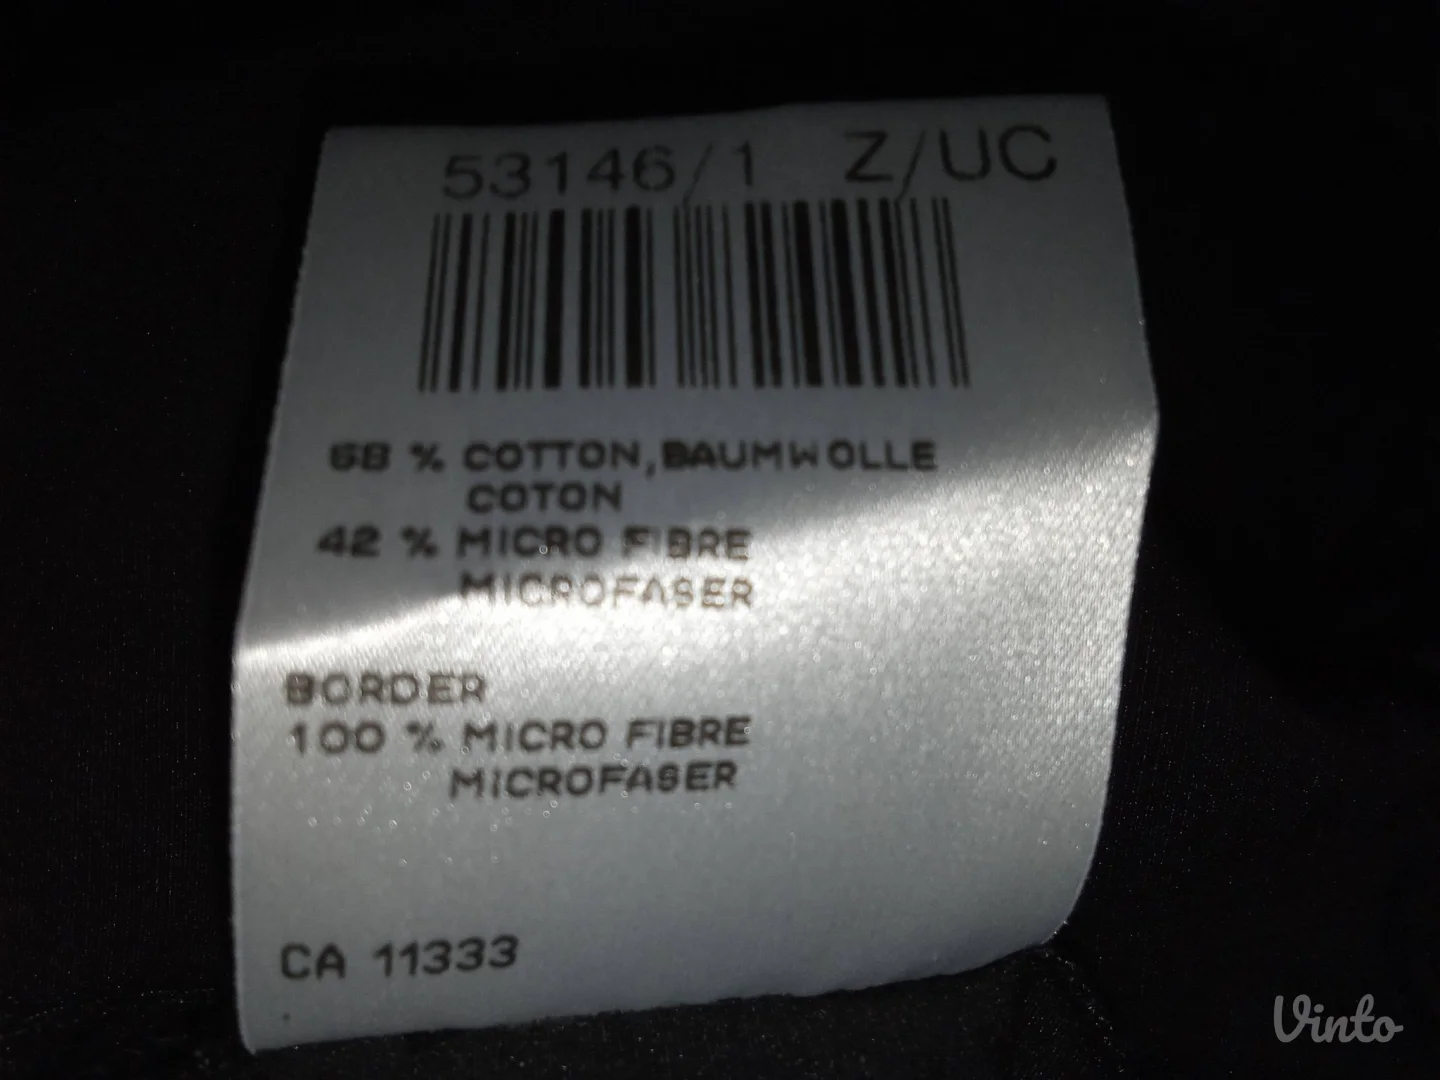 53146/1 Z/UC
58 % COTTON,BAUMWOLLE
COTON
42 % MICRO FIBRE
MICROFASER
BORDER
100 % MICRO FIBRE
MICROFASER
CA 11333
Vinto